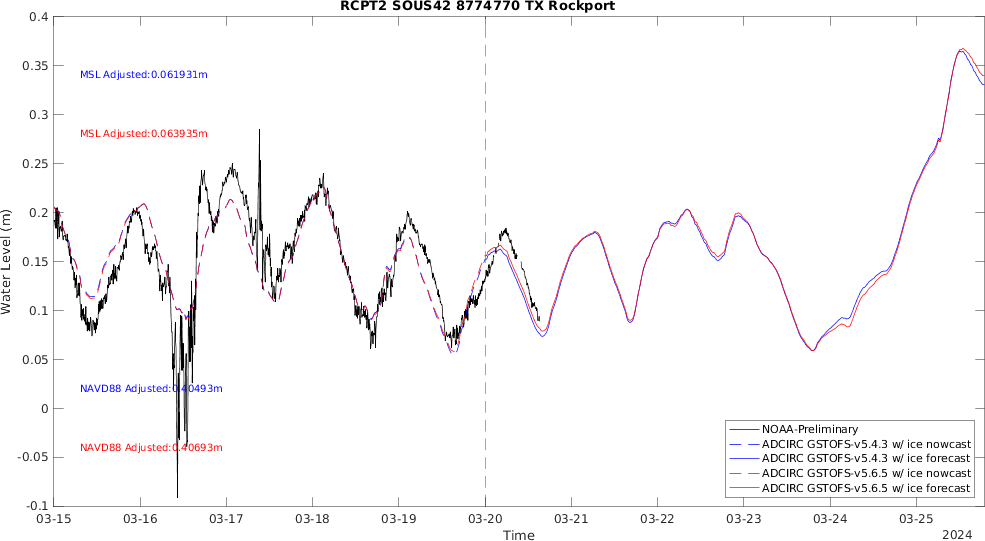 RCPT2 SOUS42 8774770 TX Rockport
0.4
0.35
0.3
0.25
0.2
0.15
0.1
0.05
0
-0.05
-0.1
Water Level (m)
MSL Adjusted:0.061931m
MSL Adjusted:0.063935m
NAVD88 Adjusted:0.40493m
NAVD88 Adjusted:0.40693m
NOAA-Preliminary
ADCIRC GSTOFS-v5.4.3 w/ ice nowcast
ADCIRC GSTOFS-v5.4.3 w/ ice forecast
ADCIRC GSTOFS-v5.6.5 w/ ice nowcast
ADCIRC GSTOFS-v5.6.5 w/ ice forecast
03-15 03-16 03-17 03-18 03-19 03-20 03-21 03-22 03-23 03-24 03-25
Time
2024